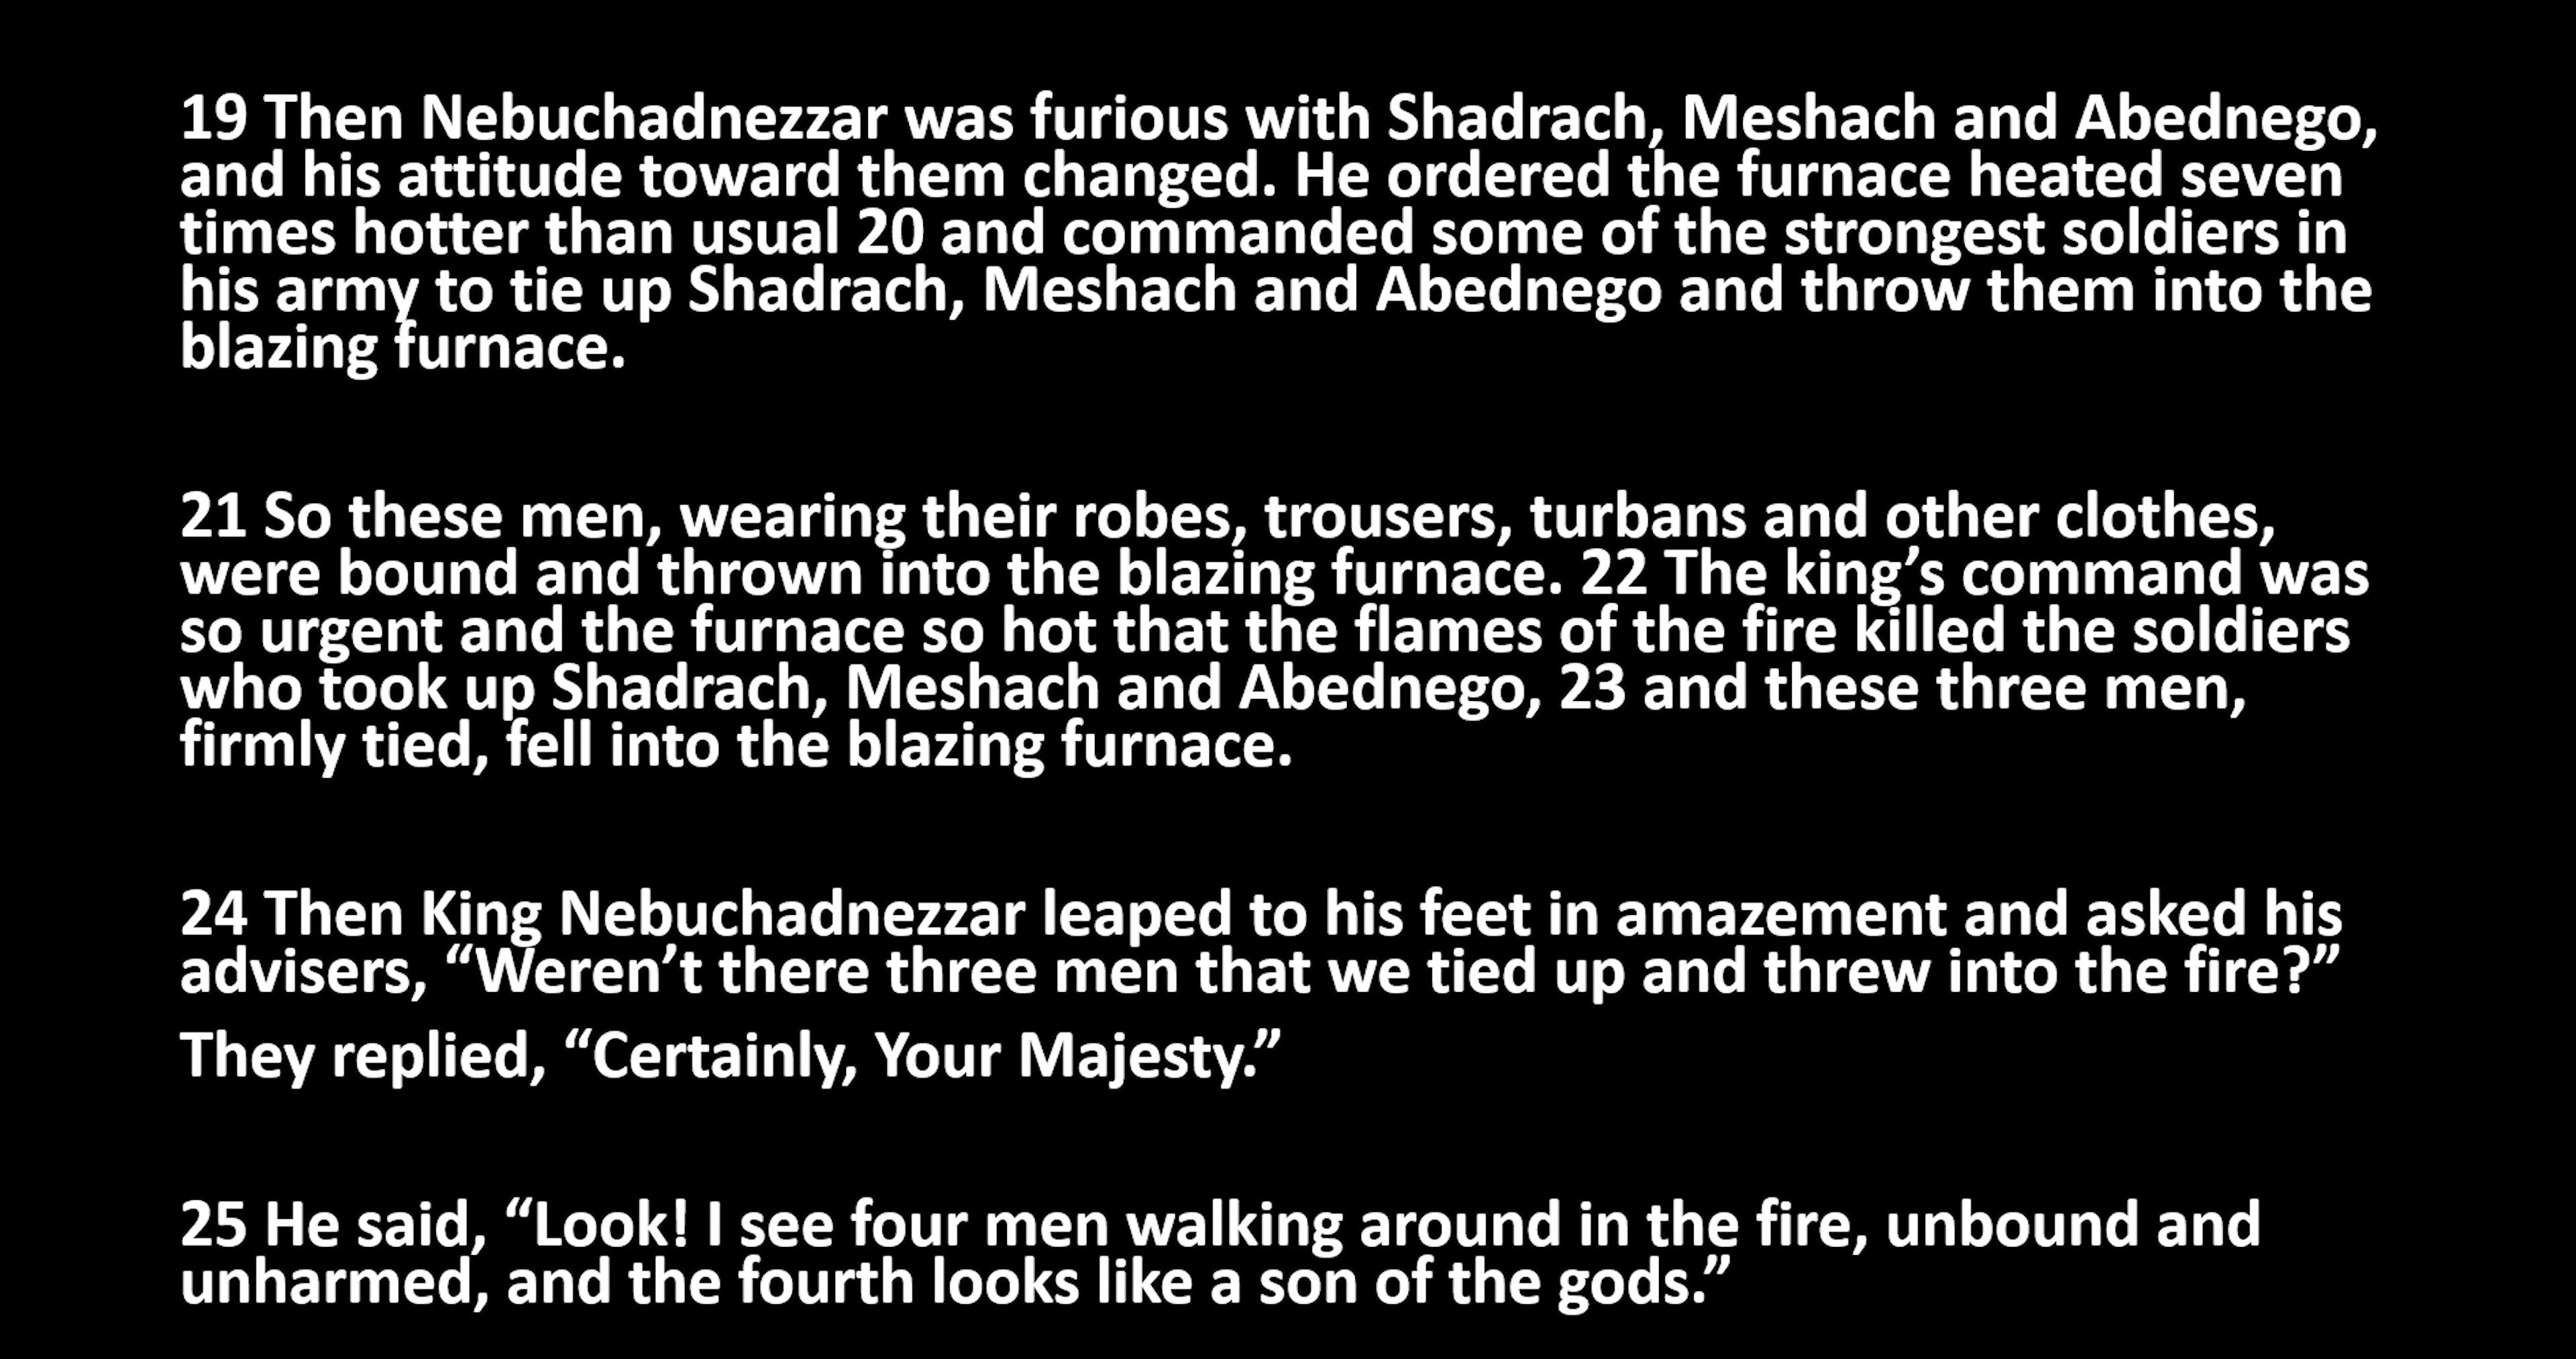 19 Then Nebuchadnezzar was furious with Shadrach, Meshach and Abednego,
and his attitude toward them changed. He ordered the furnace heated seven
times hotter than usual 20 and commanded some of the strongest soldiers in
his army to tie up Shadrach, Meshach and Abednego and throw them into the
blazing furnace.
21 So these men, wearing their robes, trousers, turbans and other clothes,
were bound and thrown into the blazing furnace. 22 The king’s command was
so urgent and the furnace so hot that the flames of the fire killed the soldiers
who took up Shadrach, Meshach and Abednego, 23 and these three men,
firmly tied, fell into the blazing furnace.
24 Then King Nebuchadnezzar leaped to his feet in amazement and asked his
advisers, “Weren’t there three men that we tied up and threw into the fire?”
They replied, “Certainly, Your Majesty.”
25 He said, “Look! I see four men walking around in the fire, unbound and
unharmed, and the fourth looks like a son of the gods.”